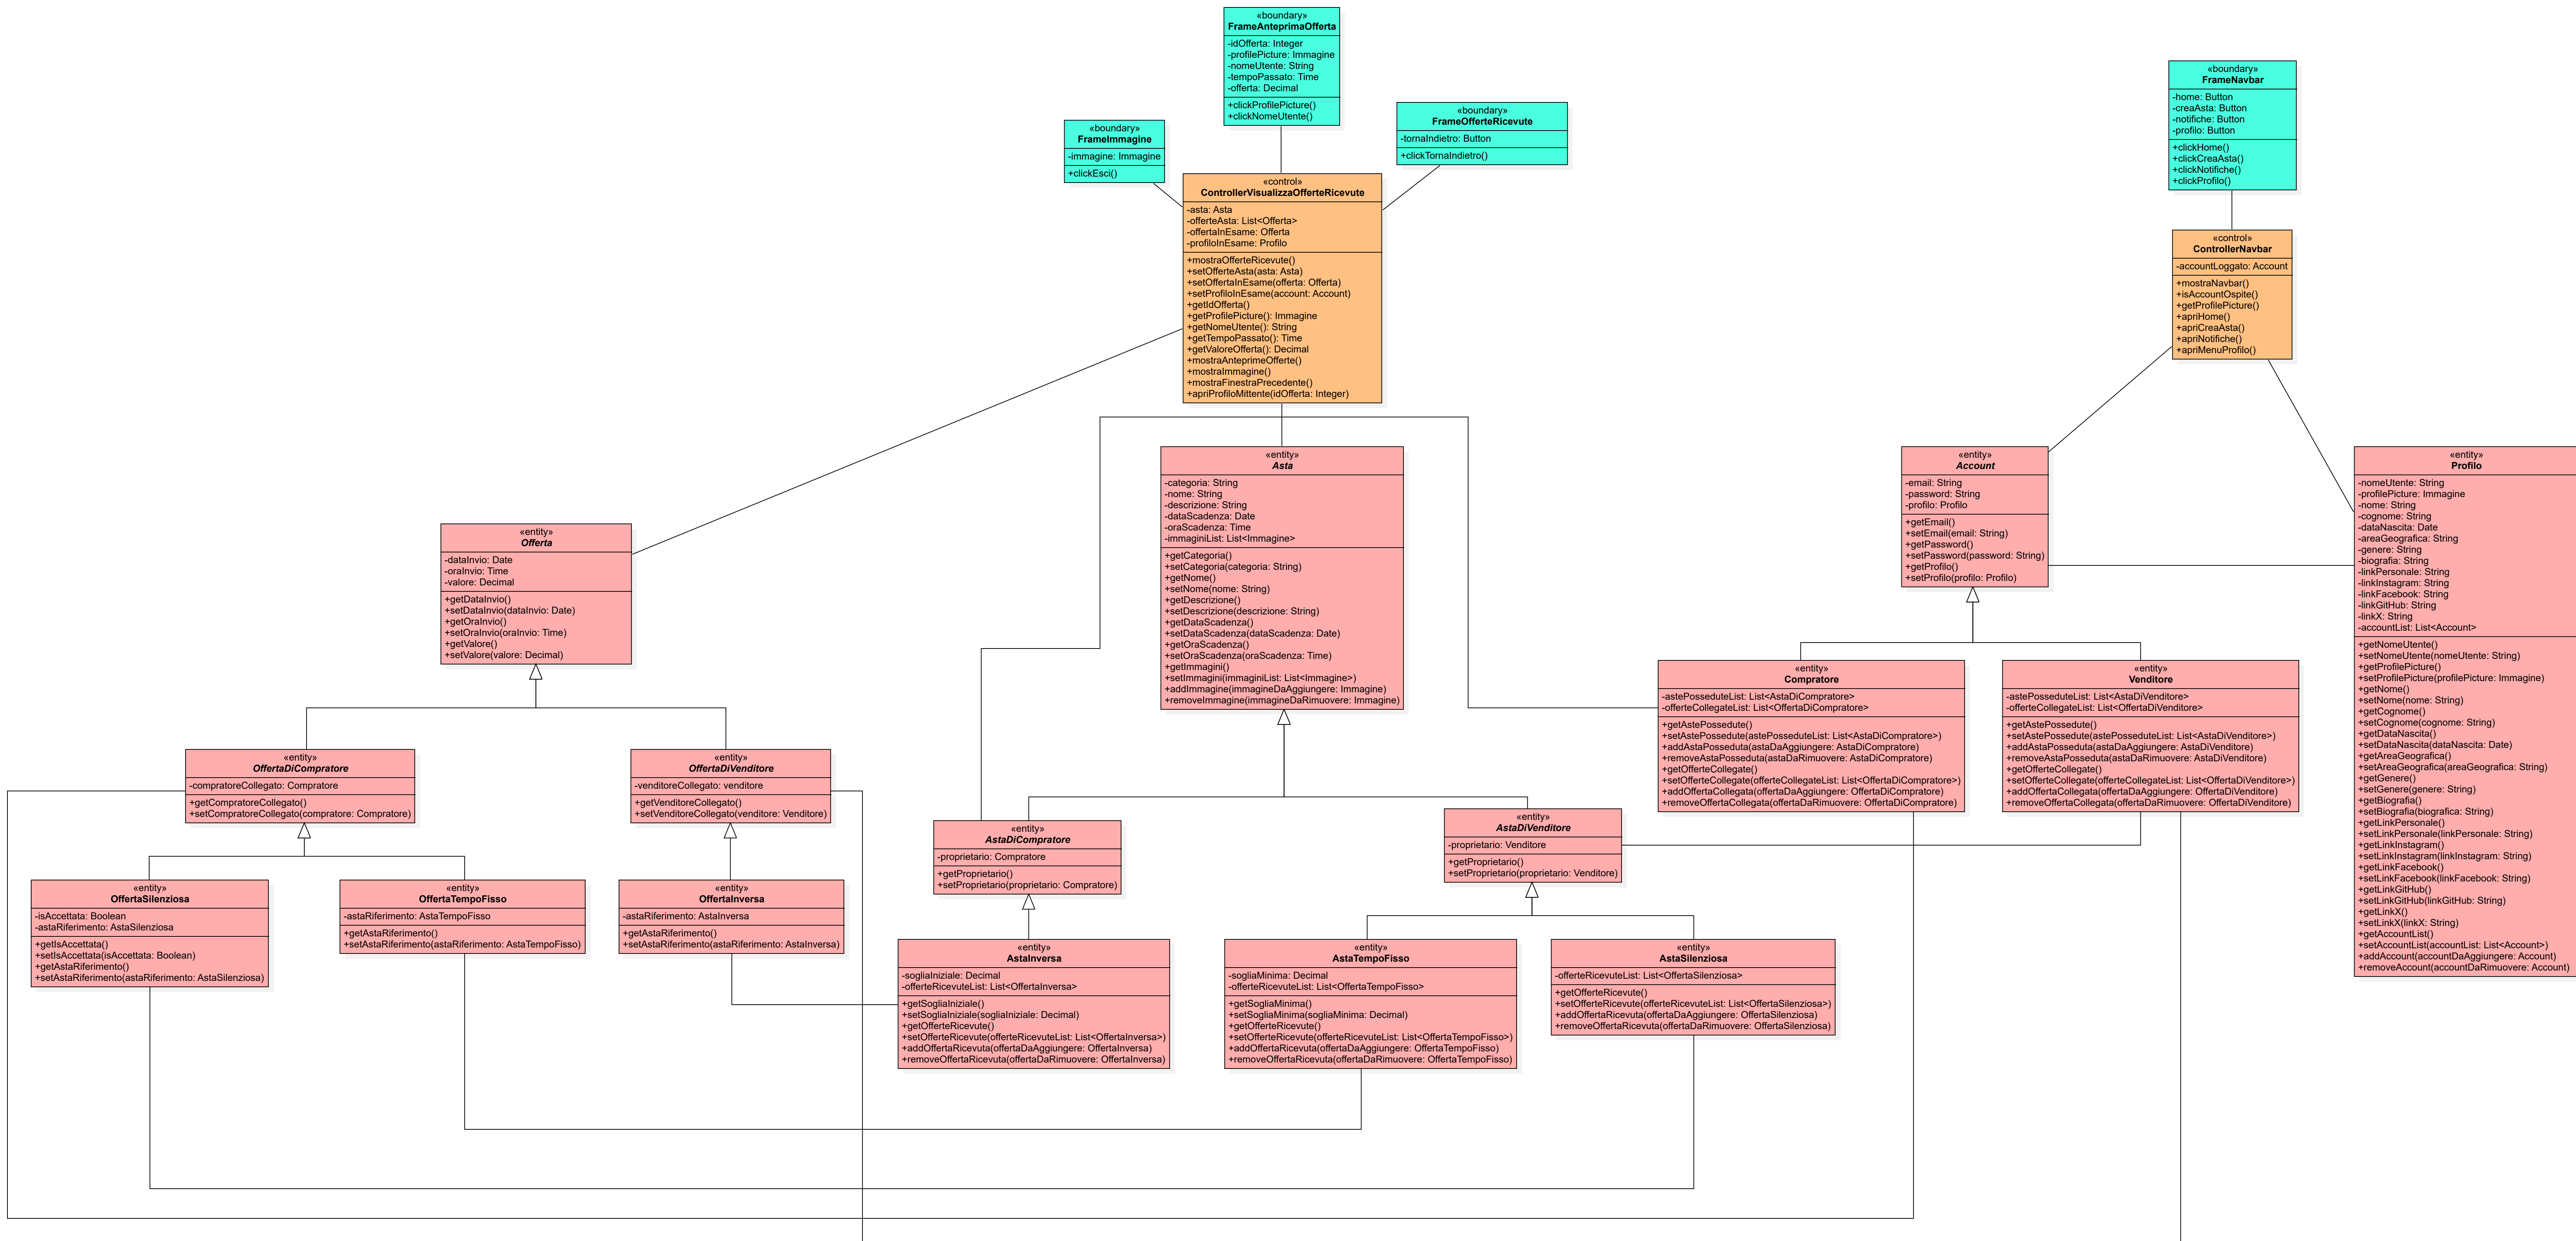 «boundary»
FrameAnteprimaOfferta
-idOfferta: Integer
-profilePicture: Immagine
-nomeUtente: String
-tempoPassato: Time
-offerta: Decimal
+clickProfilePicture()
+clickNomeUtente()
«boundary»
FrameImmagine
-immagine: Immagine
+clickEsci()
«boundary»
FrameOfferteRicevute
-tornaIndietro: Button
+clickTornaIndietro()
«boundary»
FrameNavbar
-home: Button
-creaAsta: Button
-notifiche: Button
-profilo: Button
+clickHome()
+clickCreaAsta()
+clickNotifiche()
+clickProfilo()
«control»
ControllerVisualizzaOfferteRicevute
-asta: Asta
-offerteAsta: List<Offerta>
-offertaInEsame: Offerta
-profiloInEsame: Profilo
+mostraOfferteRicevute()
+setOfferteAsta(asta: Asta)
+setOffertaInEsame(offerta: Offerta)
+setProfiloInEsame(account: Account)
+getIdOfferta()
+getProfilePicture(): Immagine
+getNomeUtente(): String
+getTempoPassato(): Time
+getValoreOfferta(): Decimal
+mostraAnteprimeOfferte()
+mostraImmagine()
+mostraFinestraPrecedente()
+apriProfiloMittente(idOfferta: Integer)
«control»
ControllerNavbar
-accountLoggato: Account
+mostraNavbar()
+isAccountOspite()
+getProfilePicture()
+apriHome()
+apriCreaAsta()
+apriNotifiche()
+apriMenuProfilo()
«entity»
Offerta
-dataInvio: Date
-oraInvio: Time
-valore: Decimal
+getDataInvio()
+setDataInvio(dataInvio: Date)
+getOraInvio()
+setOraInvio(oraInvio: Time)
+getValore()
+setValore(valore: Decimal)
«entity»
Asta
-categoria: String
-nome: String
-descrizione: String
-dataScadenza: Date
-oraScadenza: Time
-immaginiList: List<Immagine>
+getCategoria()
+setCategoria(categoria: String)
+getNome()
+setNome(nome: String)
+getDescrizione()
+setDescrizione(descrizione: String)
+getDataScadenza()
+setDataScadenza(dataScadenza: Date)
+getOraScadenza()
+setOraScadenza(oraScadenza: Time)
+getImmagini()
+setImmagini(immaginiList: List<Immagine>)
+addImmagine(immagineDaAggiungere: Immagine)
+removeImmagine(immagineDaRimuovere: Immagine)
«entity»
Account
-email: String
-password: String
-profilo: Profilo
+getEmail()
+setEmail(email: String)
+getPassword()
+setPassword(password: String)
+getProfilo()
+setProfilo(profilo: Profilo)
«entity»
Profilo
-nomeUtente: String
-profilePicture: Immagine
-nome: String
-cognome: String
-dataNascita: Date
-areaGeografica: String
-genere: String
-biografia: String
-linkPersonale: String
-linkInstagram: String
-linkFacebook: String
-linkGitHub: String
-linkX: String
-accountList: List<Account>
+getNomeUtente()
+setNomeUtente(nomeUtente: String)
+getProfilePicture()
+setProfilePicture(profilePicture: Immagine)
+getNome()
+setNome(nome: String)
+getCognome()
+setCognome(cognome: String)
+getDataNascita()
+setDataNascita(dataNascita: Date)
+getAreaGeografica()
+setAreaGeografica(areaGeografica: String)
+getGenere()
+setGenere(genere: String)
+getBiografia()
+setBiografia(biografica: String)
+getLinkPersonale()
+setLinkPersonale(linkPersonale: String)
+getLinkInstagram()
+setLinkInstagram(linkInstagram: String)
+getLinkFacebook()
+setLinkFacebook(linkFacebook: String)
+getLinkGitHub()
+setLinkGitHub(linkGitHub: String)
+getLinkX()
+setLinkX(linkX: String)
+getAccountList()
+setAccountList(accountList: List<Account>)
+addAccount(accountDaAggiungere: Account)
+removeAccount(accountDaRimuovere: Account)
«entity»
Compratore
-astePosseduteList: List<AstaDiCompratore>
-offerteCollegateList: List<OffertaDiCompratore>
+getAstePossedute()
+setAstePossedute(astePosseduteList: List<AstaDiCompratore>)
+addAstaPosseduta(astaDaAggiungere: AstaDiCompratore)
+removeAstaPosseduta(astaDaRimuovere: AstaDiCompratore)
+getOfferteCollegate()
+setOfferteCollegate(offerteCollegateList: List<OffertaDiCompratore>)
+addOffertaCollegata(offertaDaAggiungere: OffertaDiCompratore)
+removeOffertaCollegata(offertaDaRimuovere: OffertaDiCompratore)
«entity»
Venditore
-astePosseduteList: List<AstaDiVenditore>
-offerteCollegateList: List<OffertaDiVenditore>
+getAstePossedute()
+setAstePossedute(astePosseduteList: List<AstaDiVenditore>)
+addAstaPosseduta(astaDaAggiungere: AstaDiVenditore)
+removeAstaPosseduta(astaDaRimuovere: AstaDiVenditore)
+getOfferteCollegate()
+setOfferteCollegate(offerteCollegateList: List<OffertaDiVenditore>)
+addOffertaCollegata(offertaDaAggiungere: OffertaDiVenditore)
+removeOffertaCollegata(offertaDaRimuovere: OffertaDiVenditore)
«entity»
OffertaDiCompratore
-compratoreCollegato: Compratore
+getCompratoreCollegato()
+setCompratoreCollegato(compratore: Compratore)
«entity»
OffertaDiVenditore
-venditoreCollegato: venditore
+getVenditoreCollegato()
+setVenditoreCollegato(venditore: Venditore)
«entity»
AstaDiCompratore
-proprietario: Compratore
+getProprietario()
+setProprietario(proprietario: Compratore)
«entity»
AstaDiVenditore
-proprietario: Venditore
+getProprietario()
+setProprietario(proprietario: Venditore)
«entity»
OffertaSilenziosa
-isAccettata: Boolean
-astaRiferimento: AstaSilenziosa
+getIsAccettata()
+setIsAccettata(isAccettata: Boolean)
+getAstaRiferimento()
+setAstaRiferimento(astaRiferimento: AstaSilenziosa)
«entity»
OffertaTempoFisso
-astaRiferimento: AstaTempoFisso
+getAstaRiferimento()
+setAstaRiferimento(astaRiferimento: AstaTempoFisso)
«entity»
OffertaInversa
-astaRiferimento: AstaInversa
+getAstaRiferimento()
+setAstaRiferimento(astaRiferimento: AstaInversa)
«entity»
AstaInversa
-sogliaIniziale: Decimal
-offerteRicevuteList: List<OffertaInversa>
+getSogliaIniziale()
+setSogliaIniziale(sogliaIniziale: Decimal)
+getOfferteRicevute()
+setOfferteRicevute(offerteRicevuteList: List<OffertaInversa>)
+addOffertaRicevuta(offertaDaAggiungere: OffertaInversa)
+removeOffertaRicevuta(offertaDaRimuovere: OffertaInversa)
«entity»
AstaTempoFisso
-sogliaMinima: Decimal
-offerteRicevuteList: List<OffertaTempoFisso>
+getSogliaMinima()
+setSogliaMinima(sogliaMinima: Decimal)
+getOfferteRicevute()
+setOfferteRicevute(offerteRicevuteList: List<OffertaTempoFisso>)
+addOffertaRicevuta(offertaDaAggiungere: OffertaTempoFisso)
+removeOffertaRicevuta(offertaDaRimuovere: OffertaTempoFisso)
«entity»
AstaSilenziosa
-offerteRicevuteList: List<OffertaSilenziosa>
+getOfferteRicevute()
+setOfferteRicevute(offerteRicevuteList: List<OffertaSilenziosa>)
+addOffertaRicevuta(offertaDaAggiungere: OffertaSilenziosa)
+removeOffertaRicevuta(offertaDaRimuovere: OffertaSilenziosa)